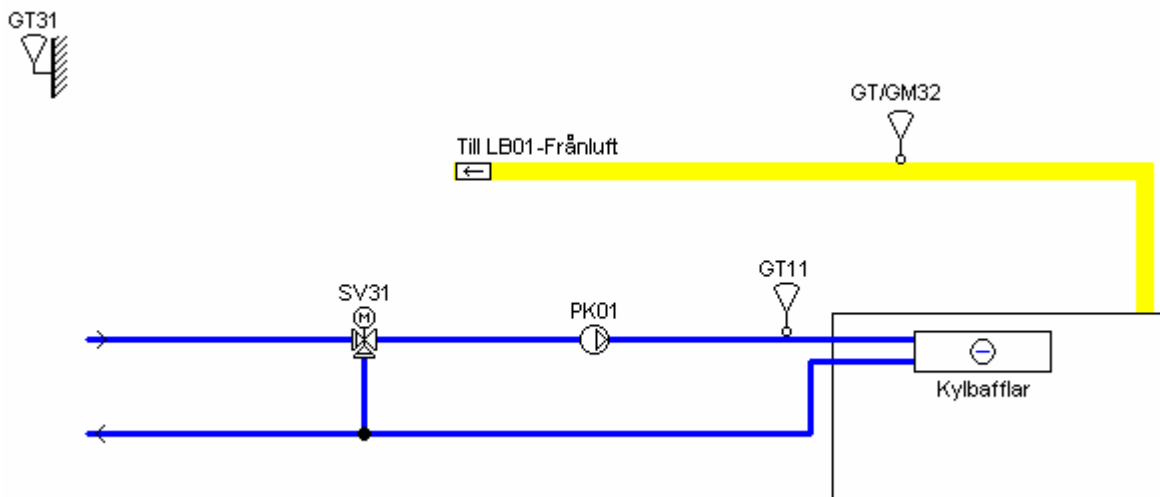 GT31
GT/GM32
Till LB01-Frånluft
GT11
SV31
M
PK01
Kylbafflar